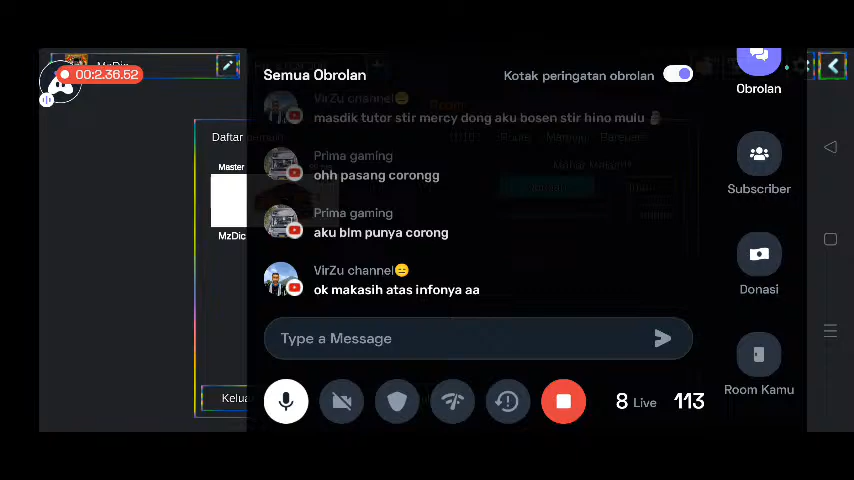 MzDic
00:2.36.52
Semua Obrolan
Kotak peringatan obrolan
Obrolan
VirZu channel😑
masdik tutor stir mercy dong aku bosen stir hino mulu 🗿
Daftar
Prima gaming
ohh pasang corongg
Master
Subscriber
Prima gaming
aku blm punya corong
MzDic
VirZu channel😑
ok makasih atas infonya aa
Donasi
Type a Message
Room Kamu
Kelua
8 Live 113